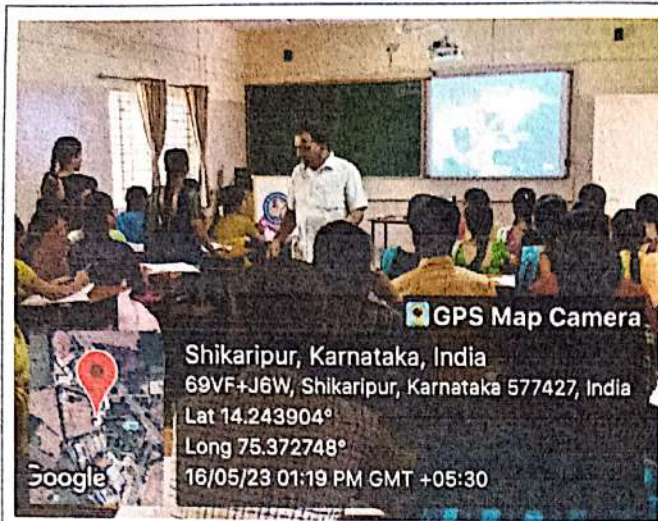 GPS Map Camera
Shikaripur, Karnataka, India
69VF+J6W, Shikaripur, Karnataka 577427, India
Lat 14.243904°
Long 75.372748°
16/05/23 01:19 PM GMT +05:30
Google